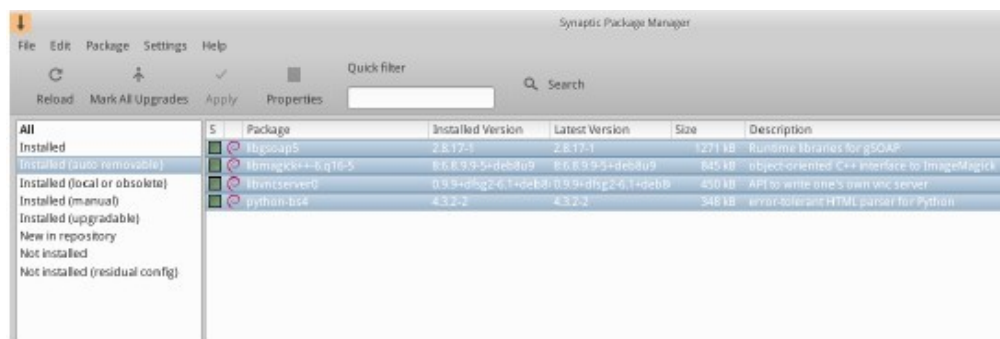 Synaptic Package Manager
File Edit Package Settings Help
Reload Mark All Upgrades Apply Properties Quick filter Search
All
Installed
Installed (auto removable)
Installed (local or obsolete)
Installed (manual)
Installed (upgradable)
New in repository
Not installed
Not installed (residual config)
S Package Installed Version Latest Version Size Description
libgsoap5 2.8.17-1 2.8.17-1 1271 kB Runtime libraries for gSOAP
libmagick++-6.q16-5 8:6.8.9.9-5+deb8u9 8:6.8.9.9-5+deb8u9 845 kB object-oriented C++ interface to ImageMagick
libvncserver0 0.9.9+dfsg2-6.1+deb8 0.9.9+dfsg2-6.1+deb8 450 kB API to write one's own vnc server
python-bs4 4.3.2-2 4.3.2-2 348 kB error-tolerant HTML parser for Python